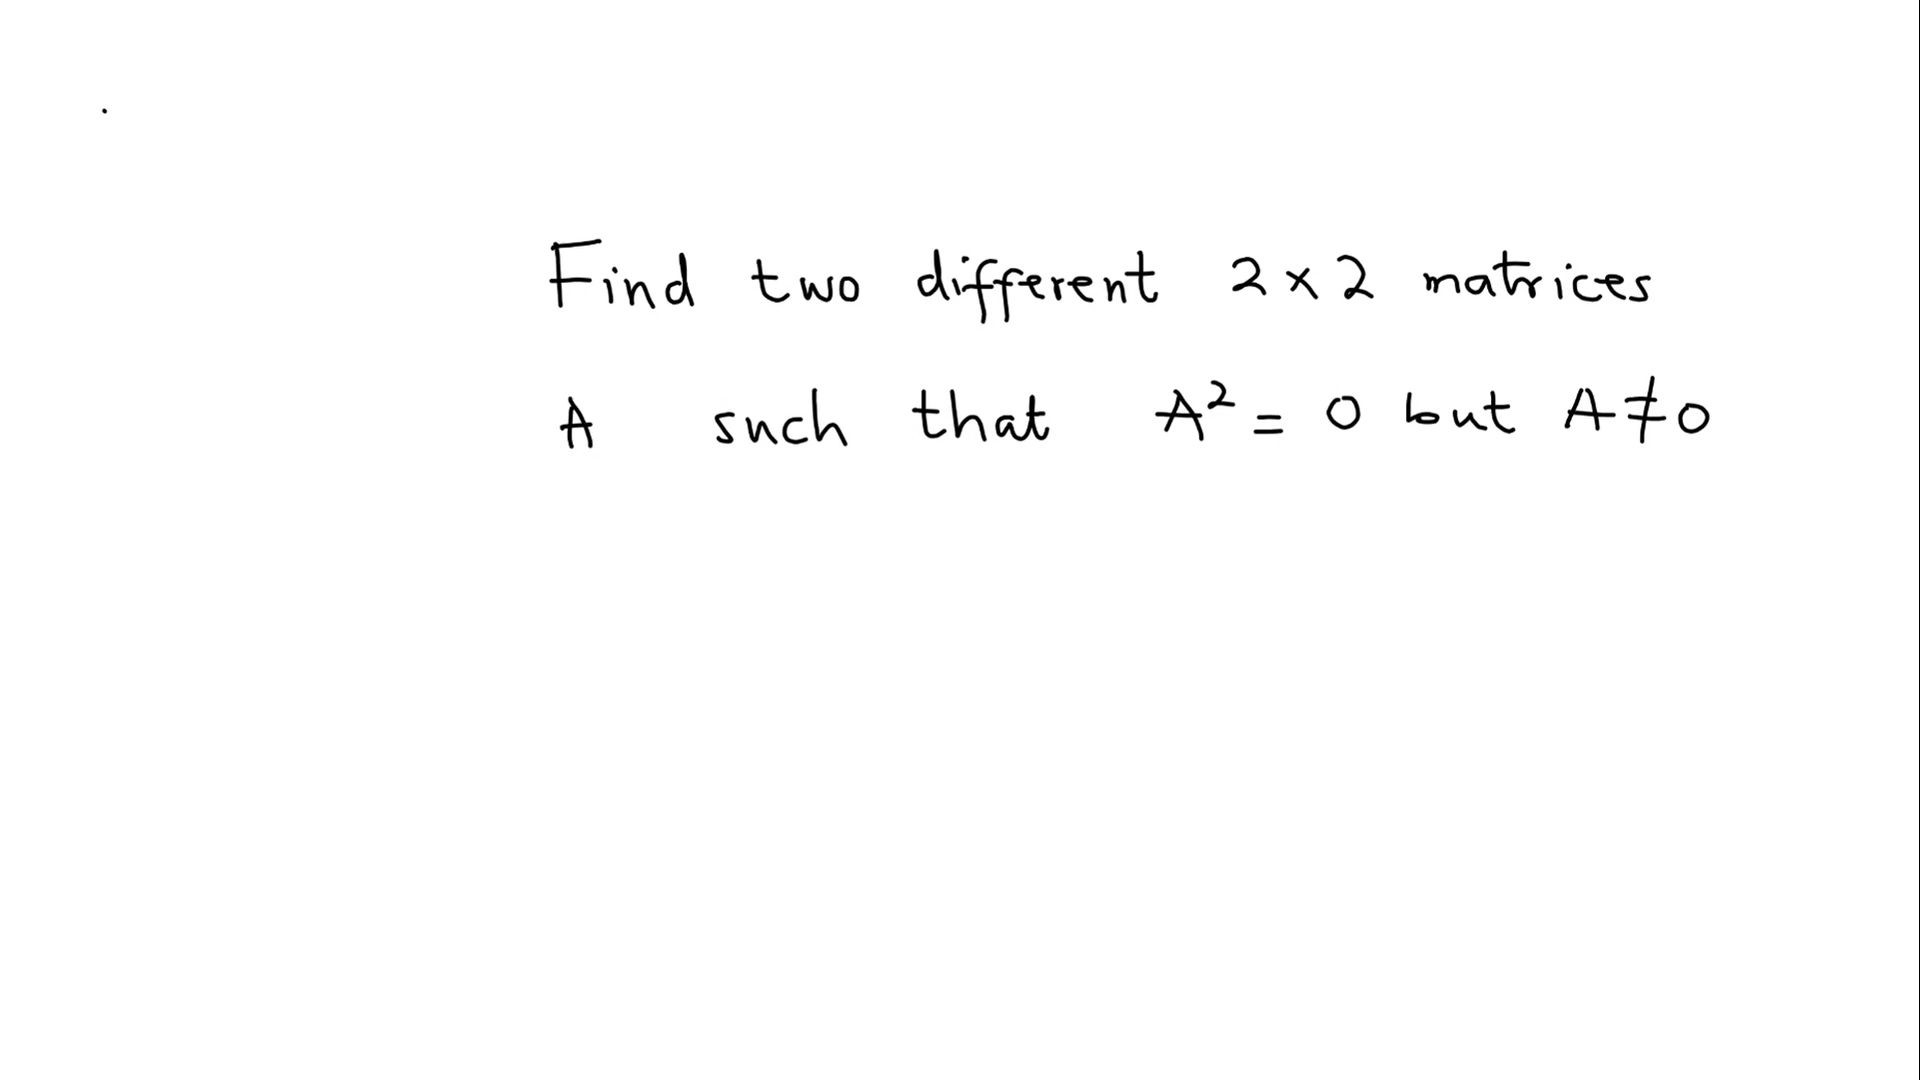 Find two different 2 × 2 matrices
A such that A² = 0 but A ≠ 0